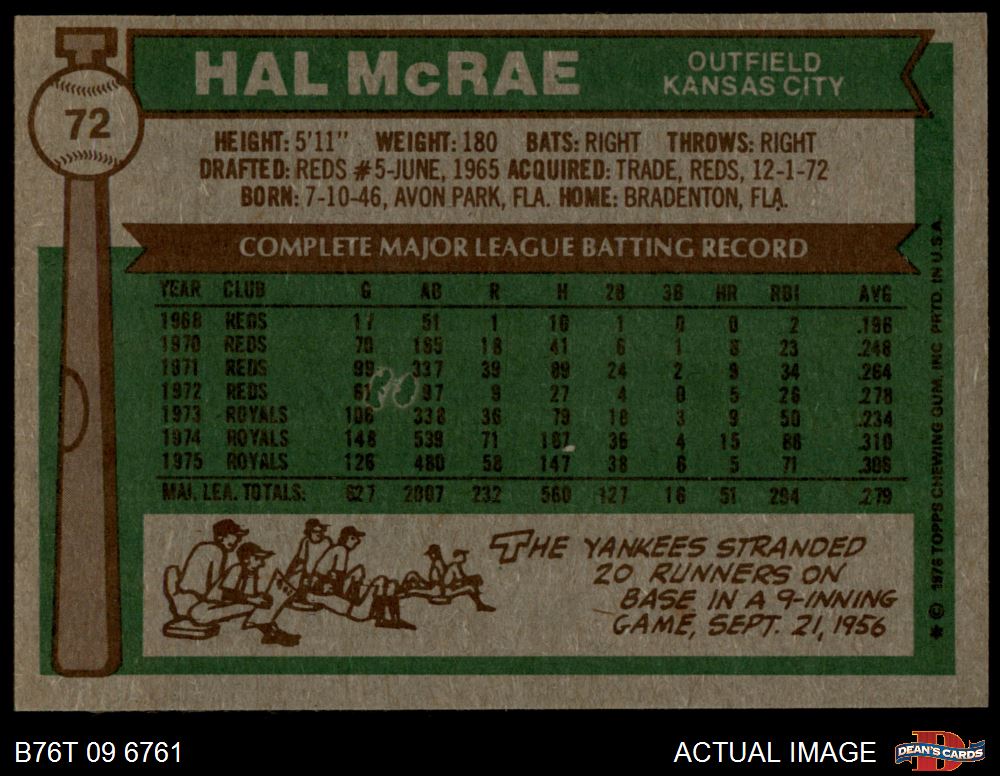 72
HAL McRAE
OUTFIELD
KANSAS CITY
HEIGHT: 5'11" WEIGHT: 180 BATS: RIGHT THROWS: RIGHT
DRAFTED: REDS #5-JUNE, 1965 ACQUIRED: TRADE, REDS, 12-1-72
BORN: 7-10-46, AVON PARK, FLA. HOME: BRADENTON, FLA.
COMPLETE MAJOR LEAGUE BATTING RECORD
YEAR CLUB G AB R H 2B 3B HR RBI AVG
1968 REDS 17 51 1 10 1 0 0 2 .196
1970 REDS 70 165 18 41 6 1 8 23 .248
1971 REDS 99 337 39 89 24 2 9 34 .264
1972 REDS 61 97 9 27 4 0 5 26 .278
1973 ROYALS 106 338 36 79 18 3 9 50 .234
1974 ROYALS 148 539 71 167 36 4 15 88 .310
1975 ROYALS 126 480 58 147 38 6 5 71 .306
MAJ. LEA. TOTALS: 627 2007 232 560 127 16 51 294 .279
THE YANKEES STRANDED
20 RUNNERS ON
BASE IN A 9-INNING
GAME, SEPT. 21, 1956
* © 1976 TOPPS CHEWING GUM, INC PRTD. IN U.S.A.
B76T 09 6761
ACTUAL IMAGE
DEAN'S CARDS